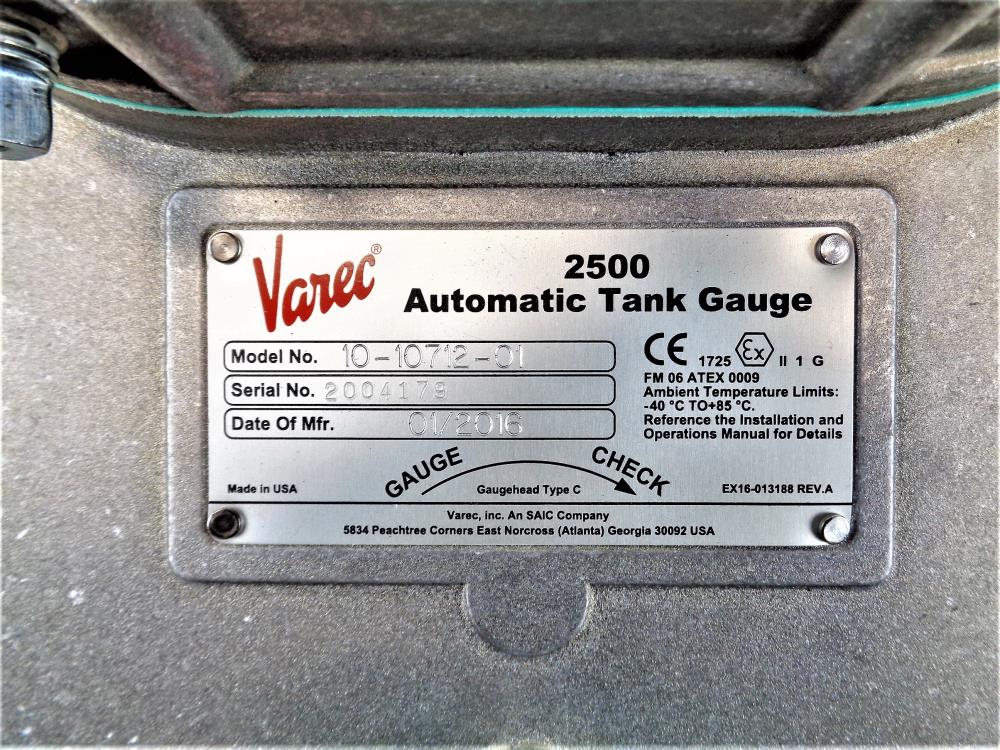 Varec®
2500
Automatic Tank Gauge
Model No. 10-10712-01
Serial No. 2004179
Date Of Mfr. 01/2016
CE 1725 Ex II 1 G
FM 06 ATEX 0009
Ambient Temperature Limits:
-40 °C TO+85 °C.
Reference the Installation and
Operations Manual for Details
GAUGE CHECK
Made in USA
Gaugehead Type C
EX16-013188 REV.A
Varec, inc. An SAIC Company
5834 Peachtree Corners East Norcross (Atlanta) Georgia 30092 USA